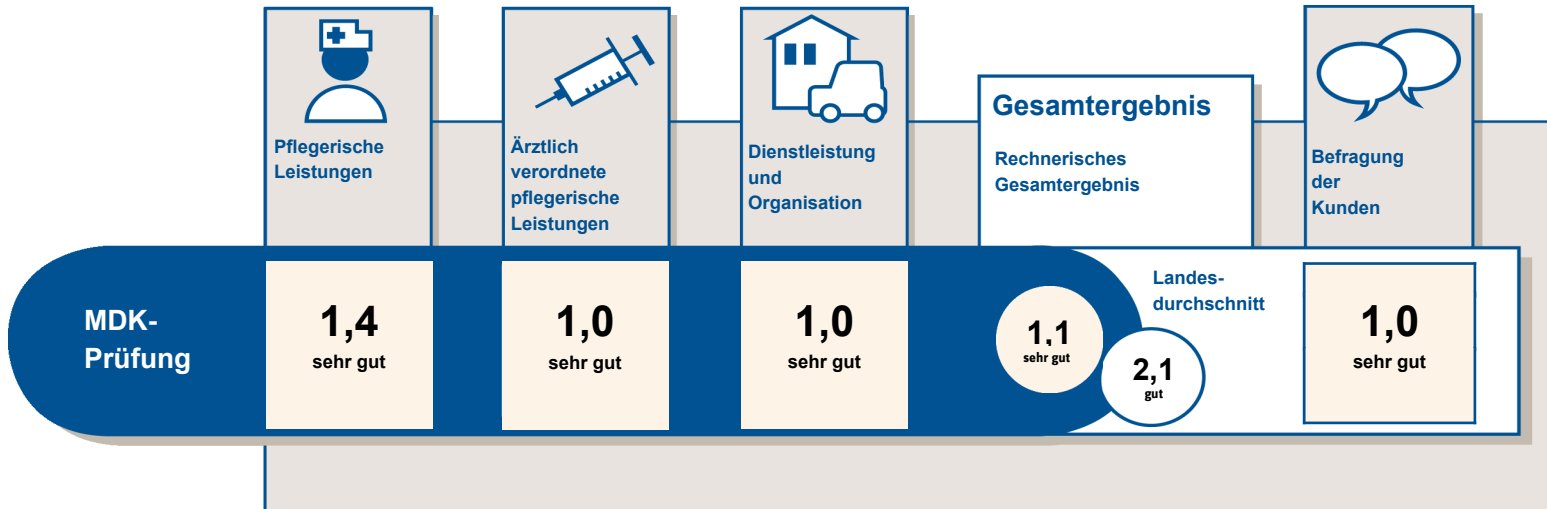 Pflegerische
Leistungen
Ärztlich
verordnete
pflegerische
Leistungen
Dienstleistung
und
Organisation
Gesamtergebnis
Rechnerisches
Gesamtergebnis
Befragung
der
Kunden
MDK-
Prüfung
1,4
sehr gut
1,0
sehr gut
1,0
sehr gut
1,1
sehr gut
Landes-
durchschnitt
2,1
gut
1,0
sehr gut